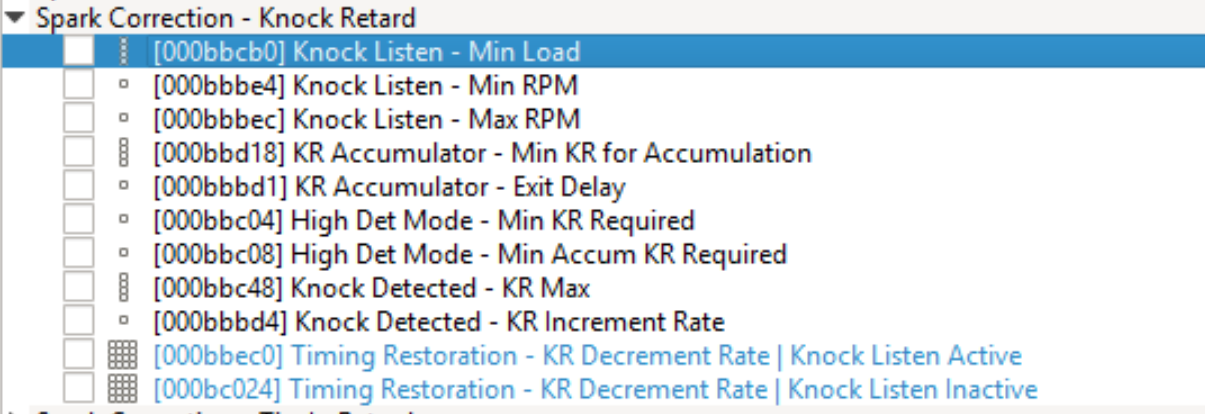 Spark Correction - Knock Retard
[000bbcb0] Knock Listen - Min Load
[000bbbe4] Knock Listen - Min RPM
[000bbbec] Knock Listen - Max RPM
[000bbd18] KR Accumulator - Min KR for Accumulation
[000bbbd1] KR Accumulator - Exit Delay
[000bbc04] High Det Mode - Min KR Required
[000bbc08] High Det Mode - Min Accum KR Required
[000bbc48] Knock Detected - KR Max
[000bbbd4] Knock Detected - KR Increment Rate
[000bbec0] Timing Restoration - KR Decrement Rate | Knock Listen Active
[000bc024] Timing Restoration - KR Decrement Rate | Knock Listen Inactive